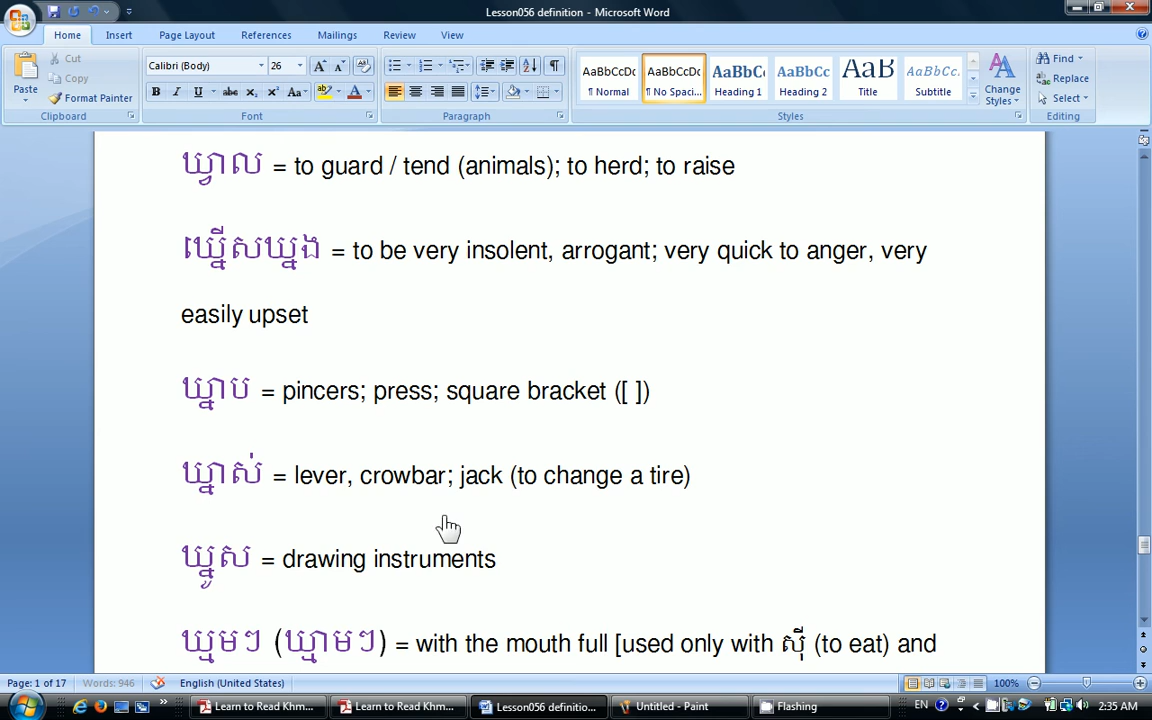 Lesson056 definition - Microsoft Word
Home Insert Page Layout References Mailings Review View
Paste Cut Copy Format Painter Clipboard
Calibri (Body) 26 Font
Paragraph
AaBbCcDc ¶ Normal AaBbCcDc ¶ No Spaci... AaBbC Heading 1 AaBbCc Heading 2 AaB Title AaBbCc. Subtitle Styles
Change Styles
Find Replace Select Editing
ឃ្វាល = to guard / tend (animals); to herd; to raise
ឃ្នើសឃ្នង = to be very insolent, arrogant; very quick to anger, very
easily upset
ឃ្នាប = pincers; press; square bracket ([ ])
ឃ្នាស់ = lever, crowbar; jack (to change a tire)
ឃ្នូស = drawing instruments
ឃ្មមៗ (ឃ្មាមៗ) = with the mouth full [used only with ស៊ី (to eat) and
Page: 1 of 17 Words: 946 English (United States) 100%
Learn to Read Khm... Learn to Read Khm... Lesson056 definitio... Untitled - Paint Flashing EN 2:35 AM